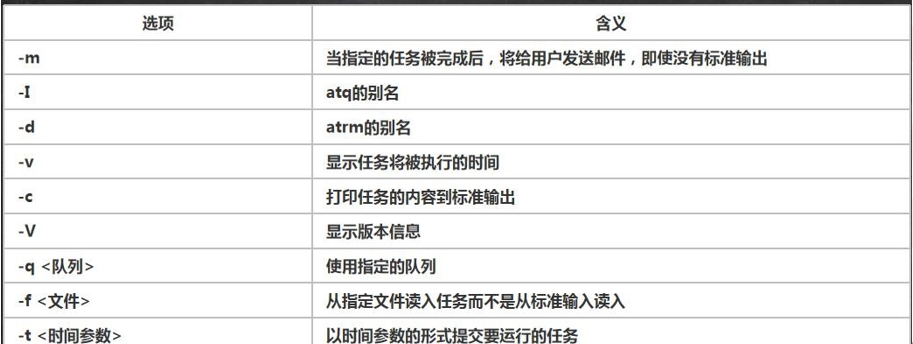 选项 含义
-m 当指定的任务被完成后，将给用户发送邮件，即使没有标准输出
-I atq的别名
-d atrm的别名
-v 显示任务将被执行的时间
-c 打印任务的内容到标准输出
-V 显示版本信息
-q <队列> 使用指定的队列
-f <文件> 从指定文件读入任务而不是从标准输入读入
-t <时间参数> 以时间参数的形式提交要运行的任务